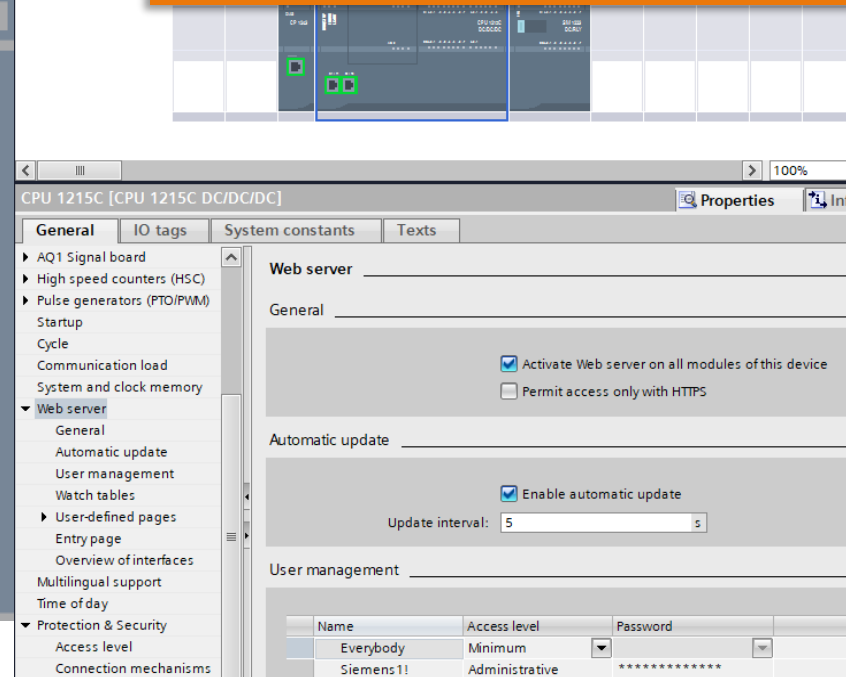 CPU 1215C
DC/DC/DC
100%
CPU 1215C [CPU 1215C DC/DC/DC]
Properties
General
IO tags
System constants
Texts
AQ1 Signal board
High speed counters (HSC)
Pulse generators (PTO/PWM)
Startup
Cycle
Communication load
System and clock memory
Web server
General
Automatic update
User management
Watch tables
User-defined pages
Entry page
Overview of interfaces
Multilingual support
Time of day
Protection & Security
Access level
Connection mechanisms
Web server
General
Activate Web server on all modules of this device
Permit access only with HTTPS
Automatic update
Enable automatic update
Update interval: 5 s
User management
Name Access level Password
Everybody Minimum
Siemens1! Administrative *************